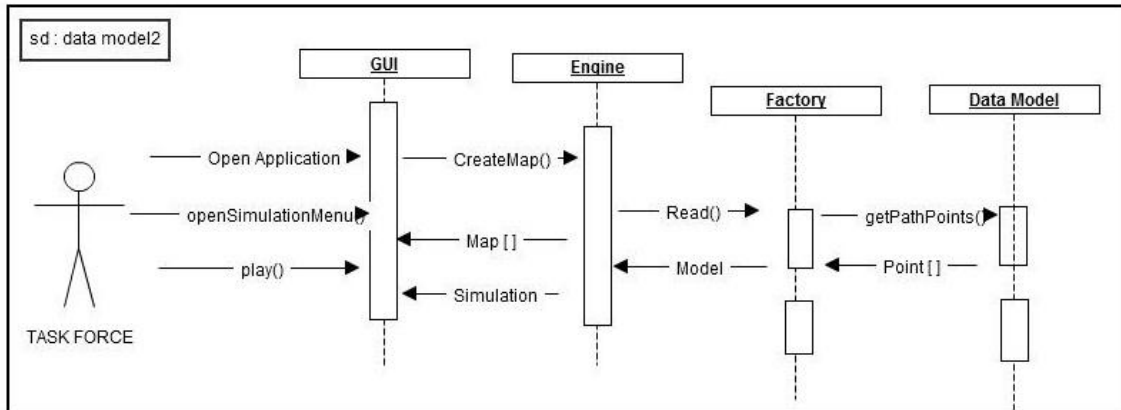 sd : data model2
GUI
Engine
Factory
Data Model
Open Application
CreateMap()
openSimulationMenu()
Read()
getPathPoints()
Map [ ]
play()
Model
Point [ ]
Simulation
TASK FORCE